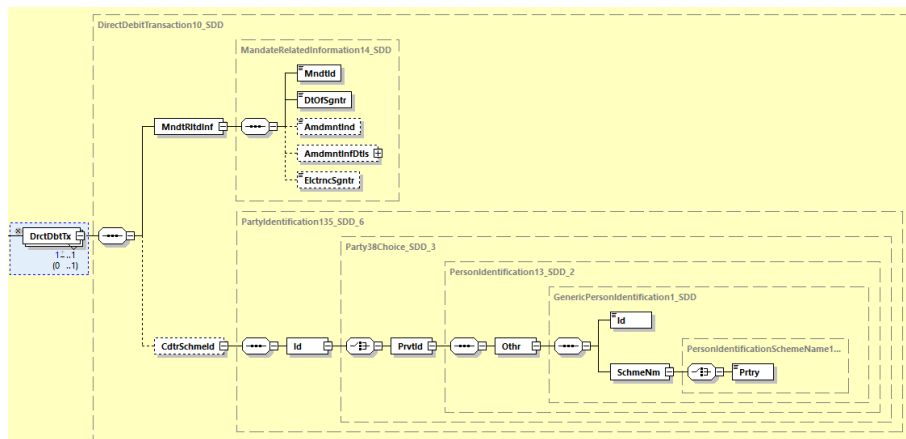 DirectDebitTransaction10_SDD
MandateRelatedInformation14_SDD
MndtId
DtOfSgntr
MndtRltdInf
AmdmntInd
AmdmntInfDtls
ElctrncSgntr
PartyIdentification135_SDD_6
DrctDbtTx
1..1
(0 ..1)
Party38Choice_SDD_3
PersonIdentification13_SDD_2
GenericPersonIdentification1_SDD
Id
PersonIdentificationSchemeName1...
CdtrSchmeId
Id
PrvtId
Othr
SchmeNm
Prtry